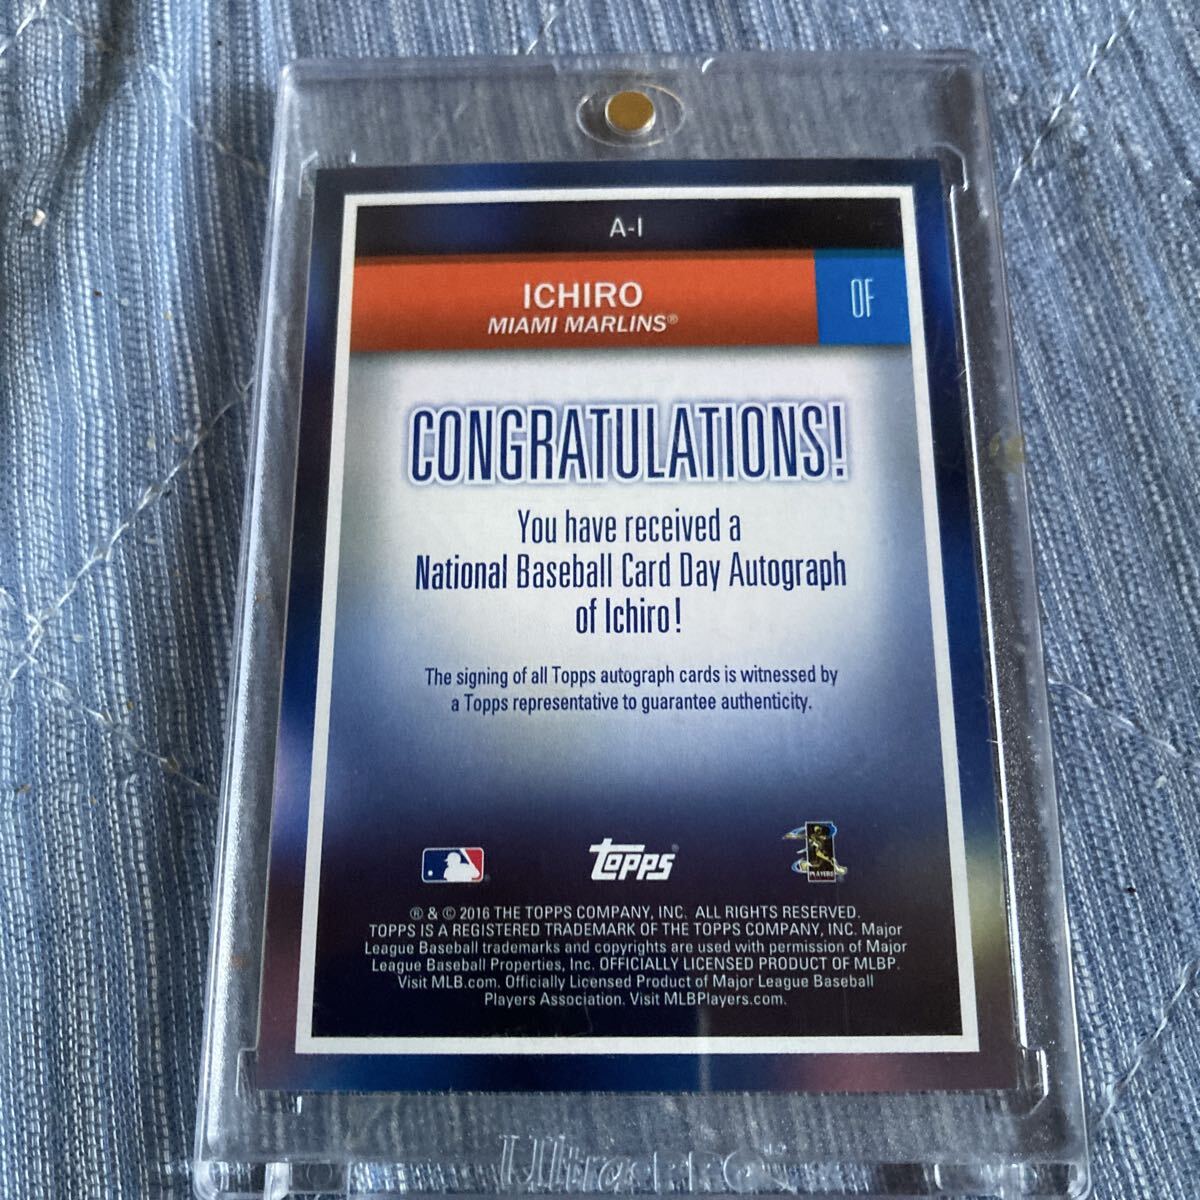 A-I
ICHIRO
MIAMI MARLINS®
OF
CONGRATULATIONS!
You have received a
National Baseball Card Day Autograph
of Ichiro!
The signing of all Topps autograph cards is witnessed by
a Topps representative to guarantee authenticity.
topps
PLAYERS
® & © 2016 THE TOPPS COMPANY, INC. ALL RIGHTS RESERVED.
TOPPS IS A REGISTERED TRADEMARK OF THE TOPPS COMPANY, INC. Major
League Baseball trademarks and copyrights are used with permission of Major
League Baseball Properties, Inc. OFFICIALLY LICENSED PRODUCT OF MLBP.
Visit MLB.com. Officially Licensed Product of Major League Baseball
Players Association. Visit MLBPlayers.com.
Ultra PRO